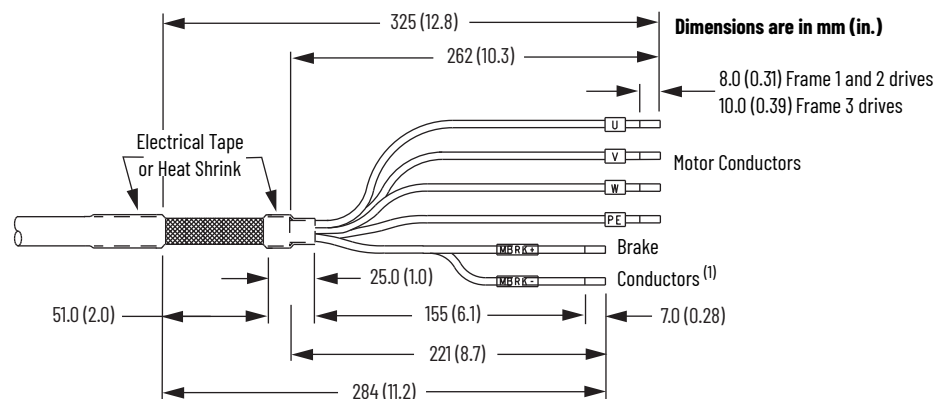 325 (12.8)
Dimensions are in mm (in.)
262 (10.3)
8.0 (0.31) Frame 1 and 2 drives
10.0 (0.39) Frame 3 drives
Electrical Tape
or Heat Shrink
U
V
Motor Conductors
W
PE
MBRK+
Brake
MBRK-
Conductors (1)
25.0 (1.0)
51.0 (2.0)
155 (6.1)
7.0 (0.28)
221 (8.7)
284 (11.2)